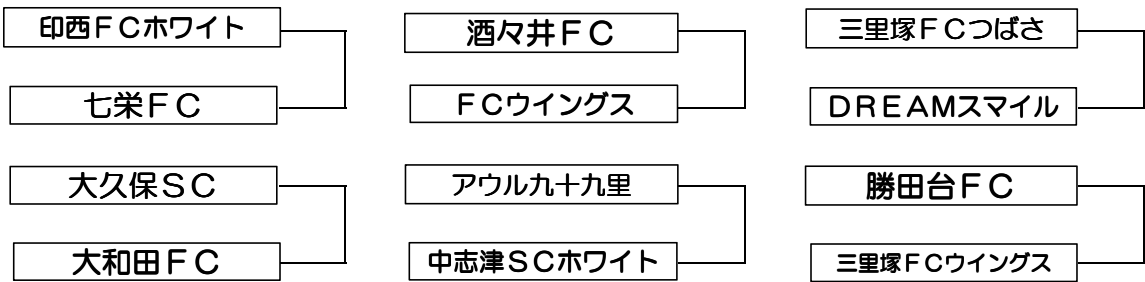 印西ＦＣホワイト
七栄ＦＣ
大久保ＳＣ
大和田ＦＣ
酒々井ＦＣ
ＦＣウイングス
アウル九十九里
中志津ＳＣホワイト
三里塚ＦＣつばさ
ＤＲＥＡＭスマイル
勝田台ＦＣ
三里塚ＦＣウイングス